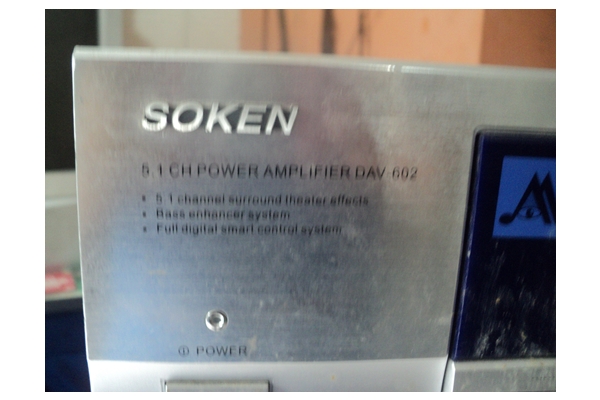 SOKEN
5.1 CH POWER AMPLIFIER DAV-602
• 5.1 channel surround theater effects
• Bass enhancer system
• Full digital smart control system
POWER